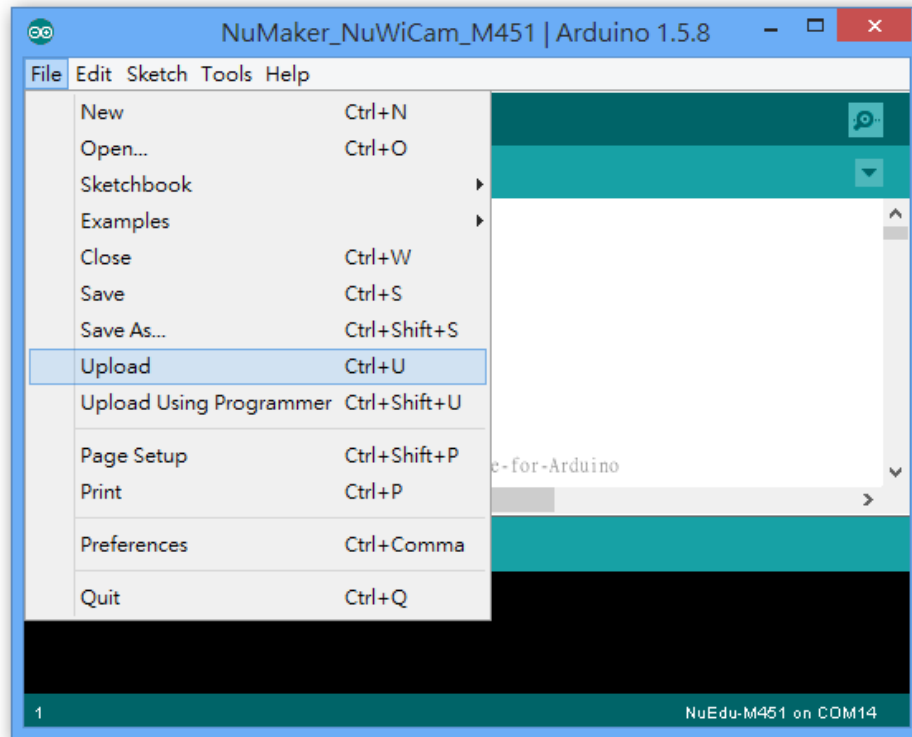 NuMaker_NuWiCam_M451 | Arduino 1.5.8
File Edit Sketch Tools Help
New Ctrl+N
Open... Ctrl+O
Sketchbook
Examples
Close Ctrl+W
Save Ctrl+S
Save As... Ctrl+Shift+S
Upload Ctrl+U
Upload Using Programmer Ctrl+Shift+U
Page Setup Ctrl+Shift+P
e-for-Arduino
Print Ctrl+P
Preferences Ctrl+Comma
Quit Ctrl+Q
1 NuEdu-M451 on COM14